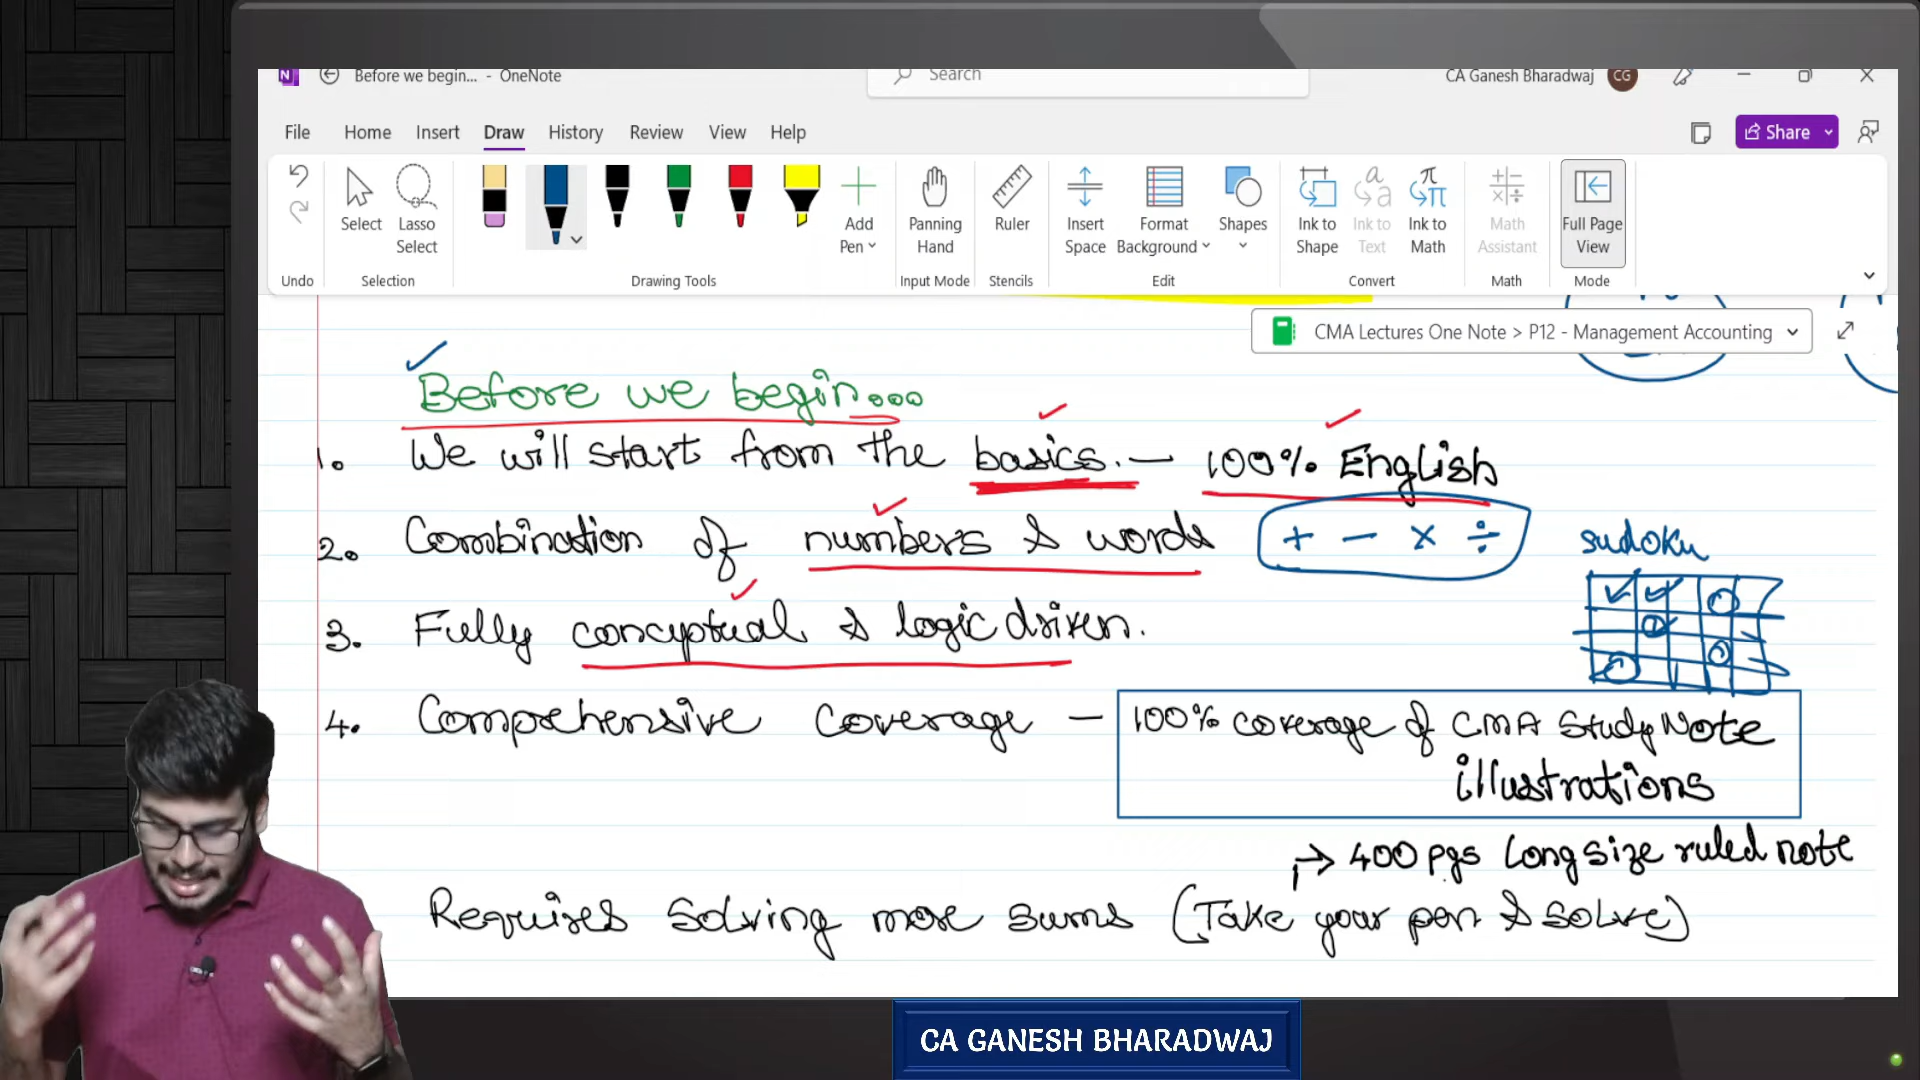 Before we begin... - OneNote
Search
CA Ganesh Bharadwaj CG
File Home Insert Draw History Review View Help
Share
Select
Lasso Select
Add Pen
Panning Hand
Ruler
Insert Space
Format Background
Shapes
Ink to Shape
Ink to Text
Ink to Math
Math Assistant
Full Page View
Undo Selection Drawing Tools Input Mode Stencils Edit Convert Math Mode
CMA Lectures One Note > P12 - Management Accounting
Before we begin...
1. We will start from the basics. — 100% English
2. Combination of numbers & words + − × ÷
sudoku
3. Fully conceptual & logic driven.
4. Comprehensive Coverage — 100% coverage of CMA Study Note
illustrations
→ 400 pgs long size ruled note
Requires solving more sums (Take your pen & solve)
CA GANESH BHARADWAJ